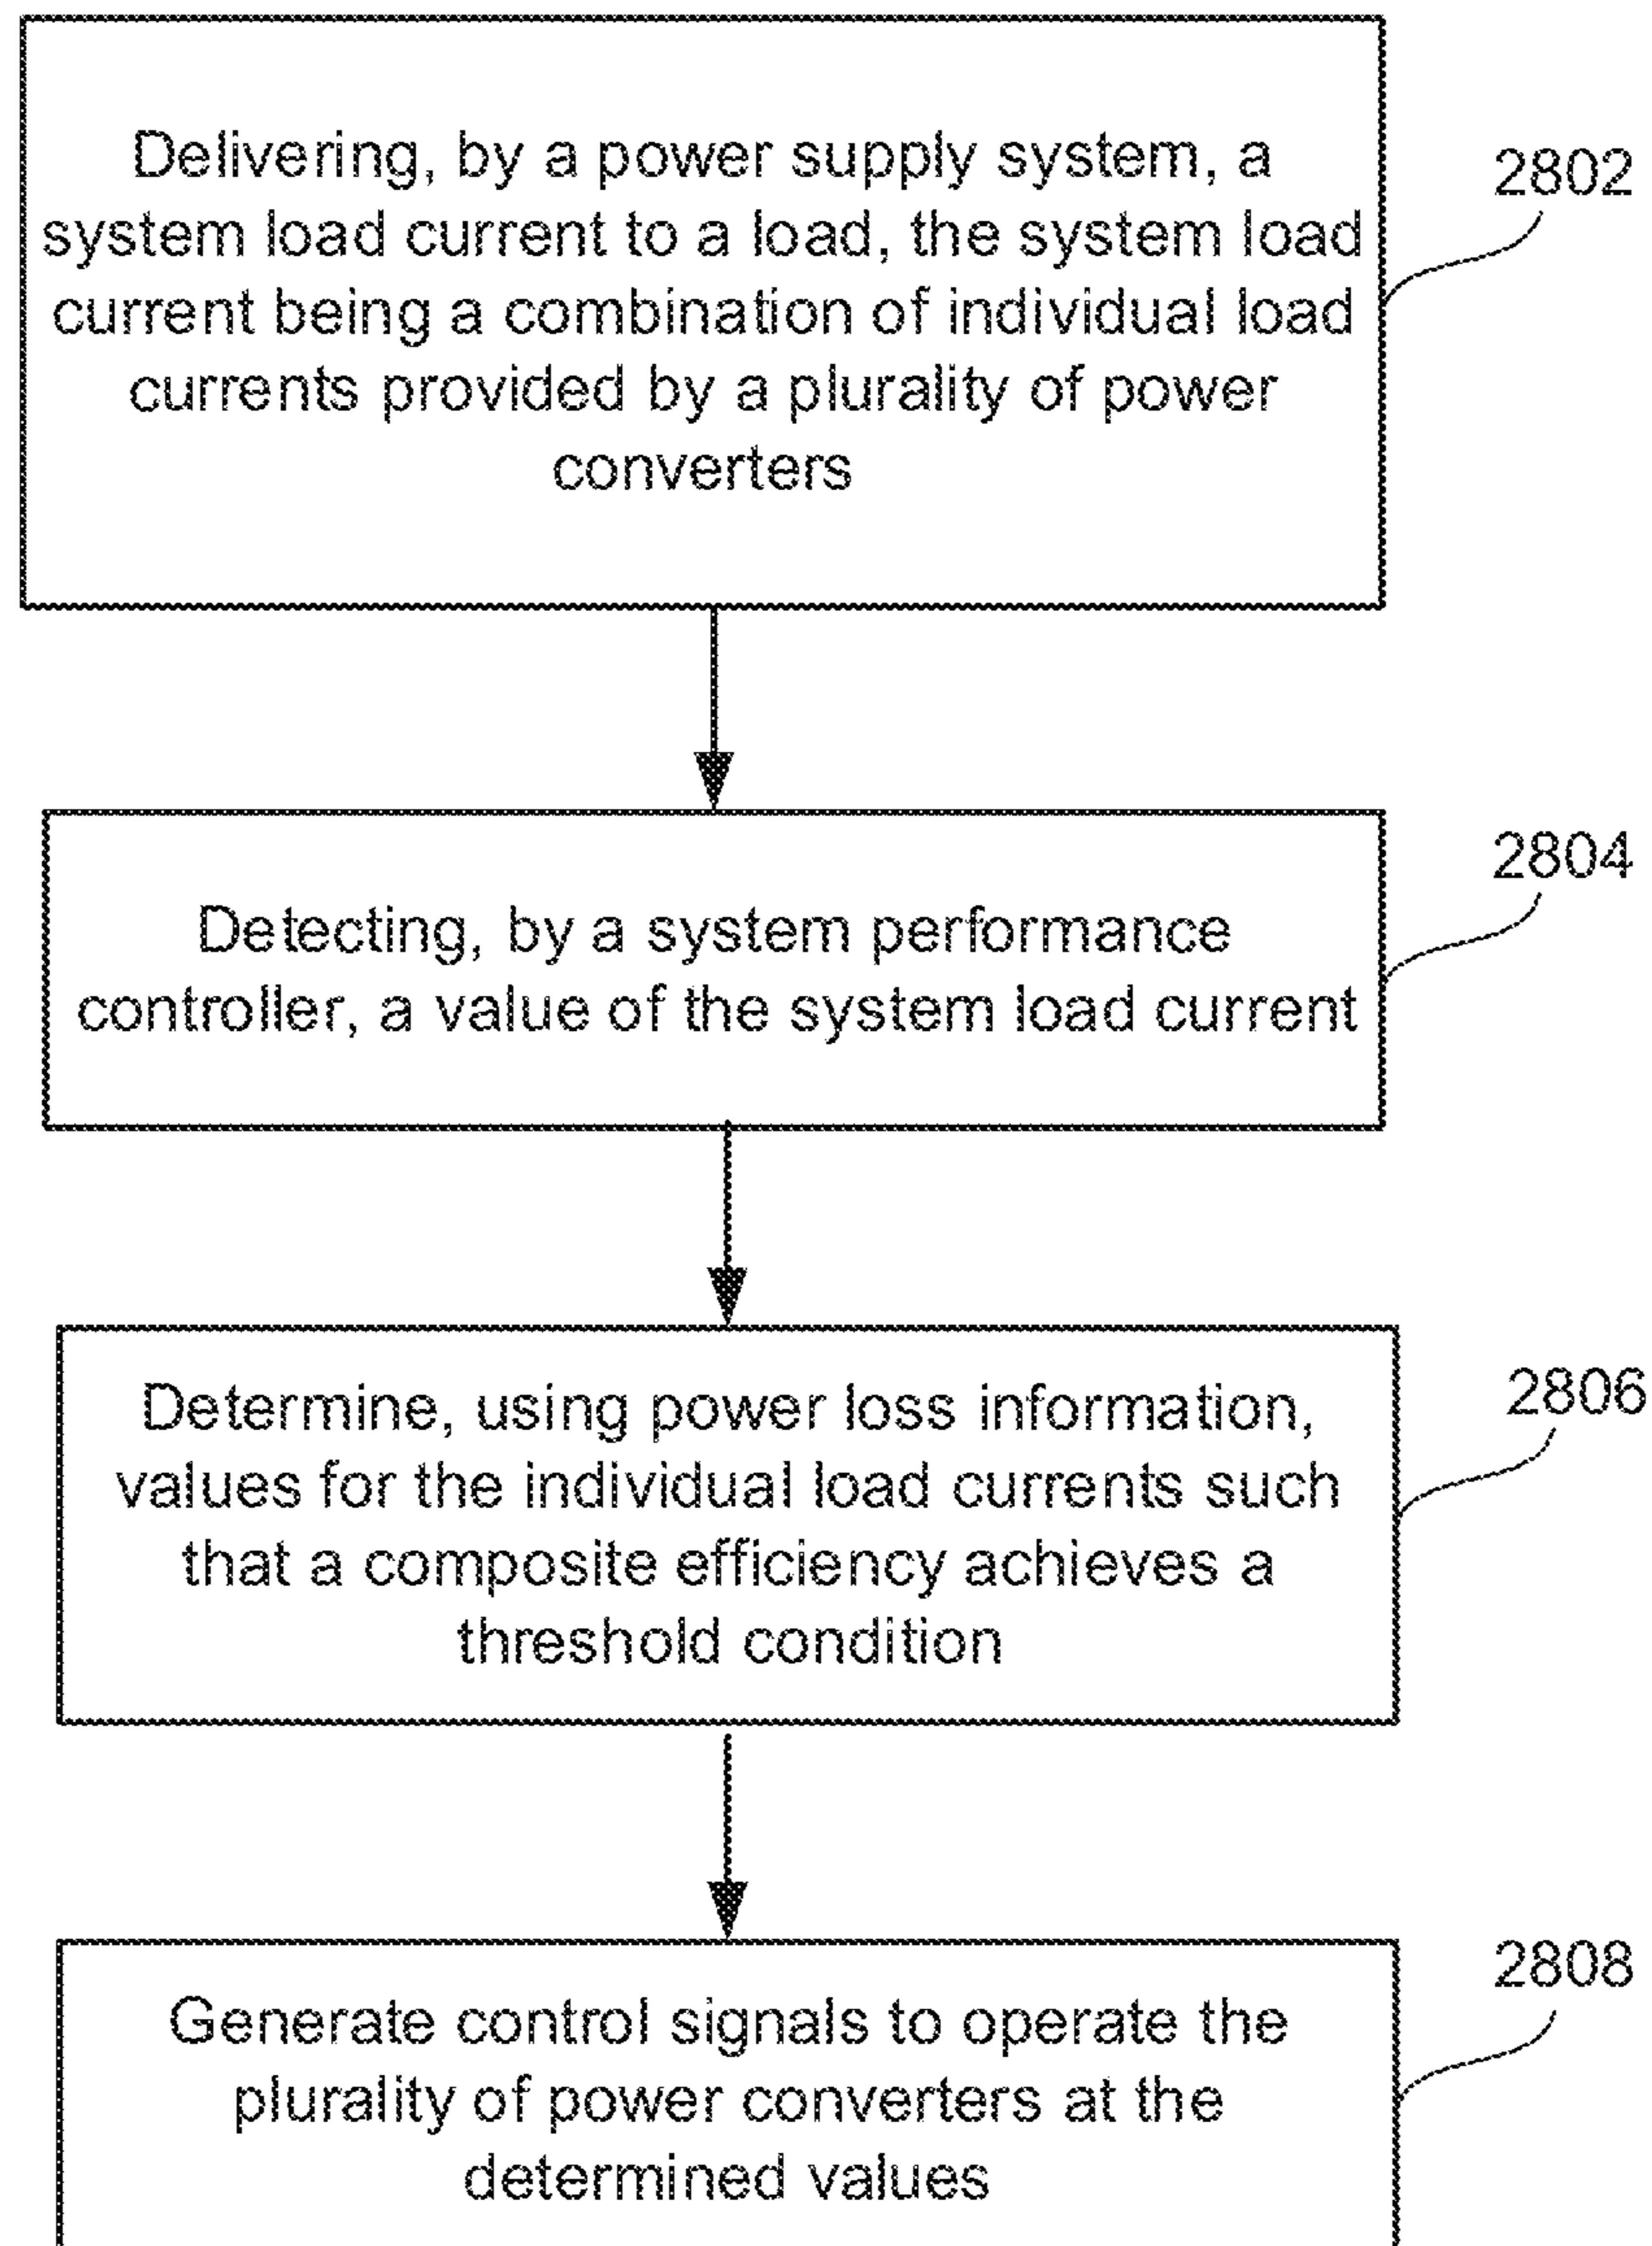 Delivering, by a power supply system, a
system load current to a load, the system load
current being a combination of individual load
currents provided by a plurality of power
converters
2802
Detecting, by a system performance
controller, a value of the system load current
2804
Determine, using power loss information,
values for the individual load currents such
that a composite efficiency achieves a
threshold condition
2806
Generate control signals to operate the
plurality of power converters at the
determined values
2808